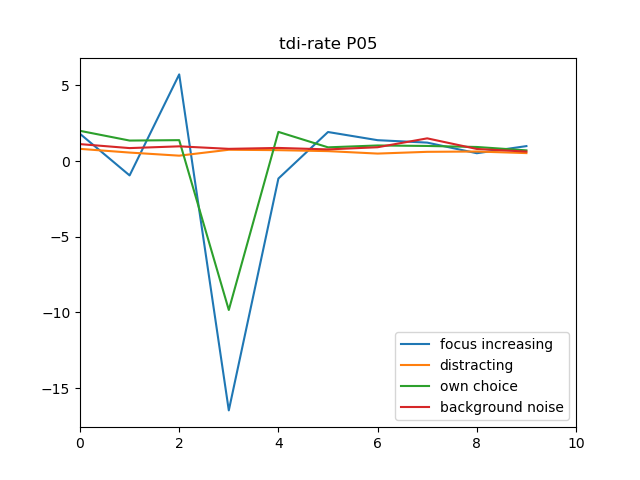 tdi-rate P05
5
0
−5
−10
−15
0 2 4 6 8 10
focus increasing
distracting
own choice
background noise